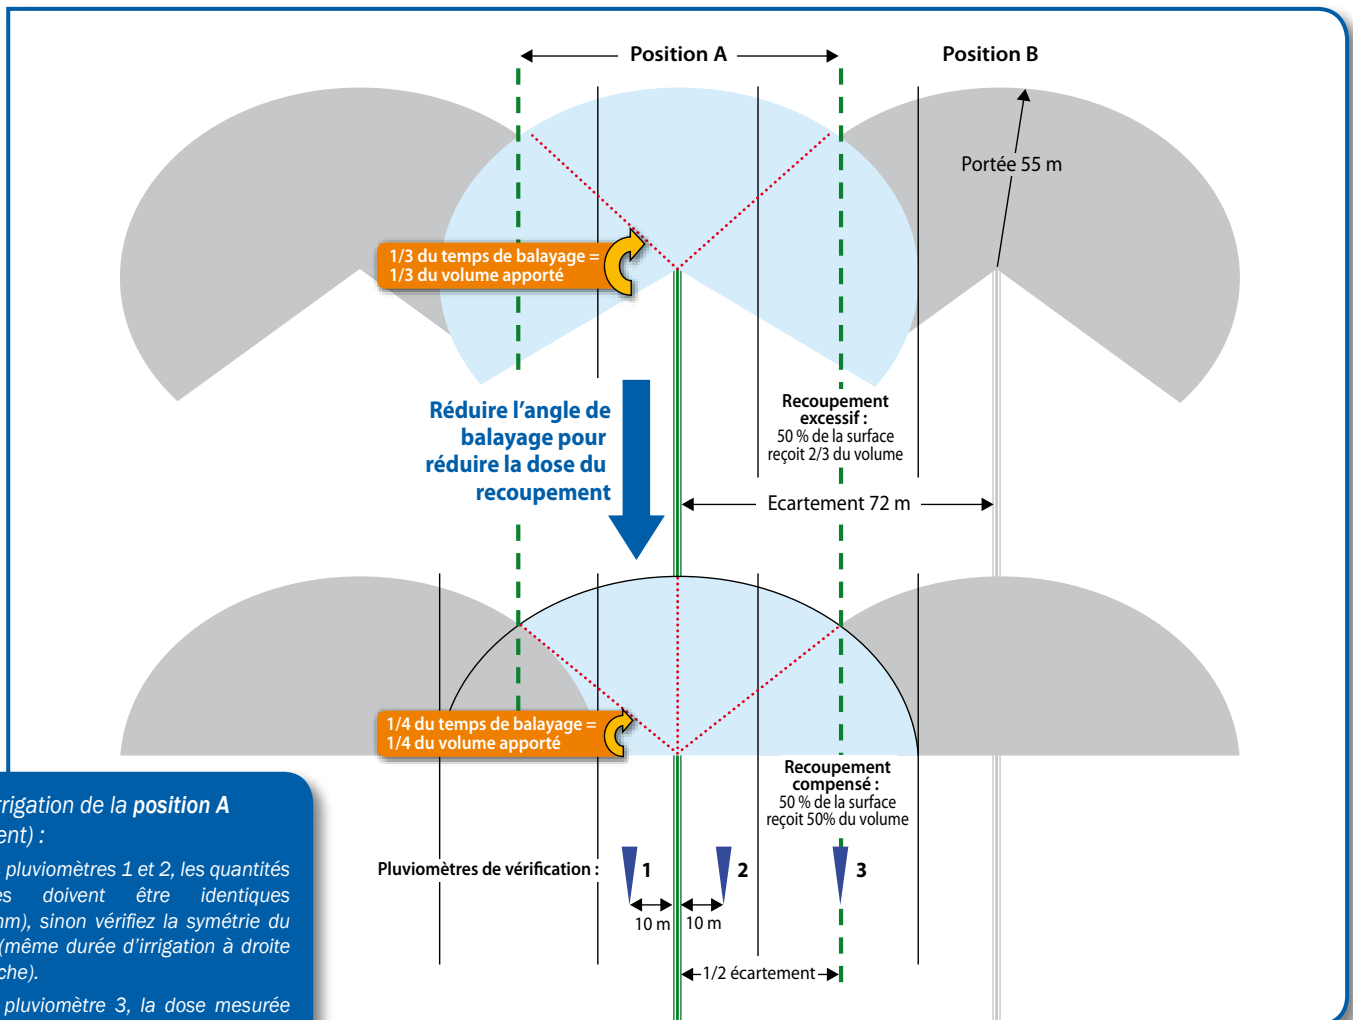 Position A
Position B
Portée 55 m
1/3 du temps de balayage =
1/3 du volume apporté
Réduire l'angle de
balayage pour
réduire la dose du
recoupement
Recoupement
excessif :
50 % de la surface
reçoit 2/3 du volume
Ecartement 72 m
1/4 du temps de balayage =
1/4 du volume apporté
Recoupement
compensé :
50 % de la surface
reçoit 50% du volume
Pluviomètres de vérification :
1
2
3
10 m
10 m
1/2 écartement
rrigation de la position A
ent) :
pluviomètres 1 et 2, les quantités
es doivent être identiques
mm), sinon vérifiez la symétrie du
(même durée d'irrigation à droite
che).
pluviomètre 3, la dose mesurée